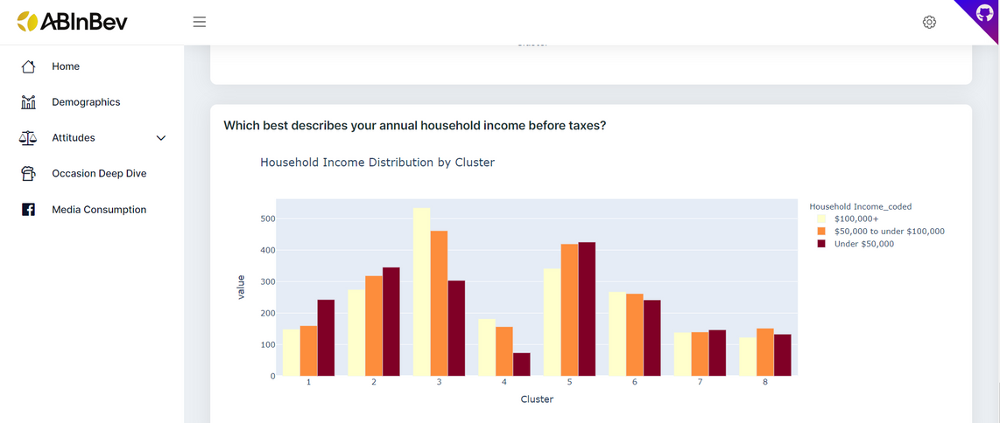 ABInBev
Home
Demographics
Attitudes
Occasion Deep Dive
Media Consumption
Which best describes your annual household income before taxes?
Household Income Distribution by Cluster
Household Income_coded
$100,000+
$50,000 to under $100,000
Under $50,000
value
500
400
300
200
100
0
1 2 3 4 5 6 7 8
Cluster